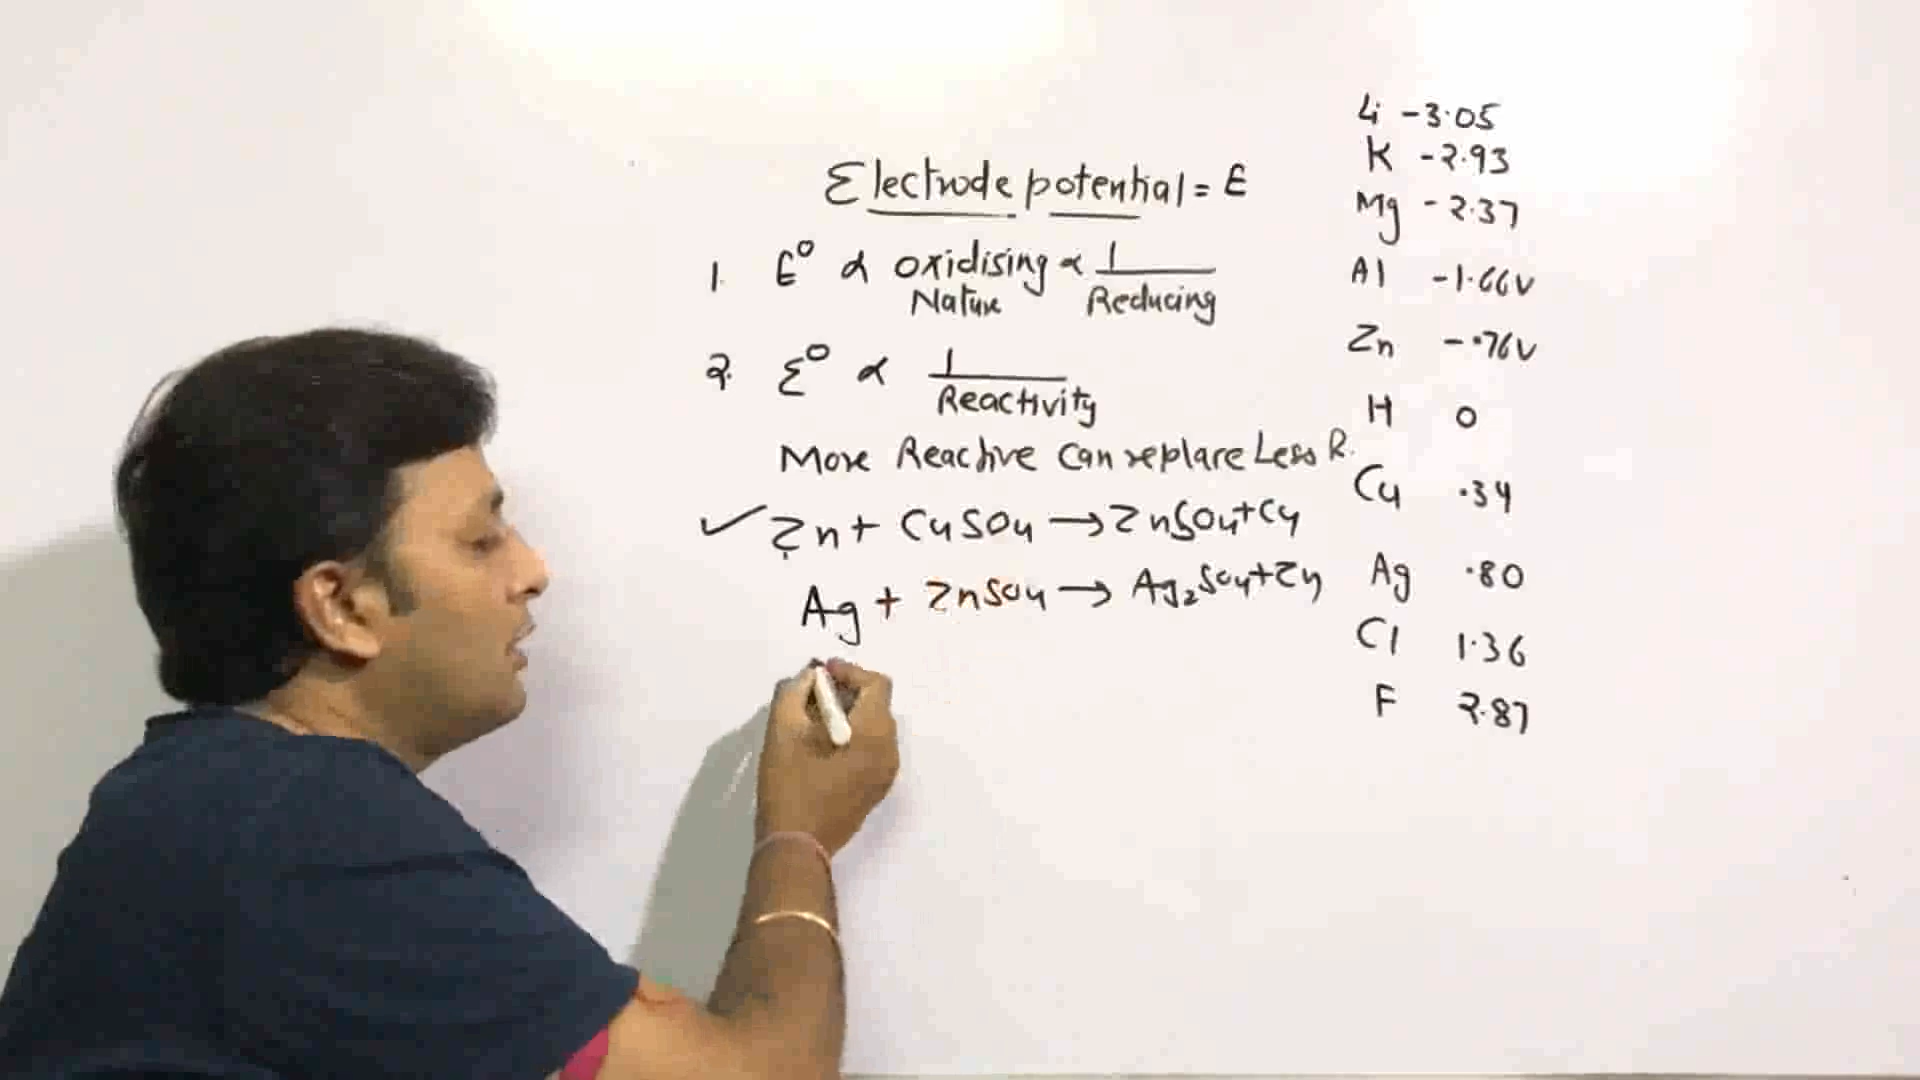 Electrode potential = E
1. E⁰ ∝ oxidising Nature ∝ 1/Reducing
2. E⁰ ∝ 1/Reactivity
More Reactive Can replace Less R.
✓ Zn + CuSO4 → ZnSO4 + Cu
Ag + ZnSO4 → Ag2SO4 + Zn
Li -3.05
K -2.93
Mg -2.37
Al -1.66V
Zn -.76V
H 0
Cu .34
Ag .80
Cl 1.36
F 2.87